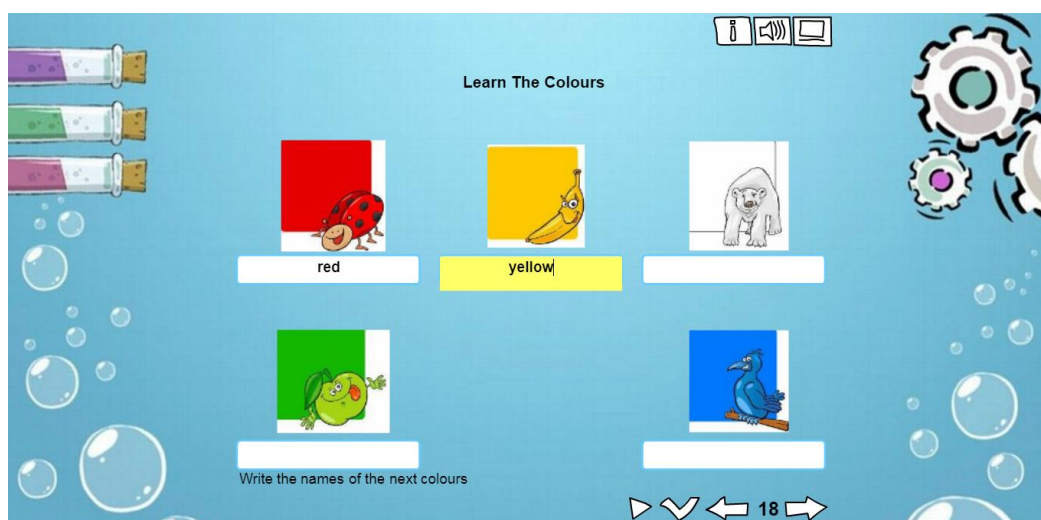 i
Learn The Colours
red
yellow
Write the names of the next colours
18